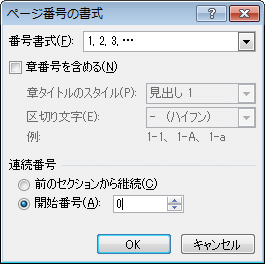 ページ番号の書式
番号書式(F): 1, 2, 3, …
章番号を含める(N)
章タイトルのスタイル(P): 見出し 1
区切り文字(E): - (ハイフン)
例: 1-1、1-A、1-a
連続番号
前のセクションから継続(C)
開始番号(A): 0
OK キャンセル